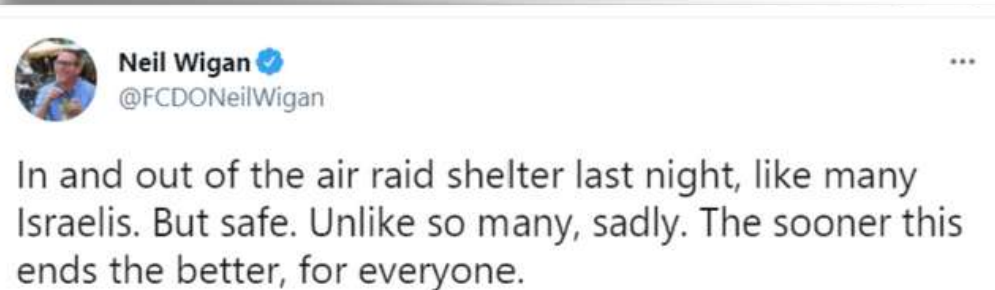 Neil Wigan
@FCDONeilWigan
In and out of the air raid shelter last night, like many
Israelis. But safe. Unlike so many, sadly. The sooner this
ends the better, for everyone.